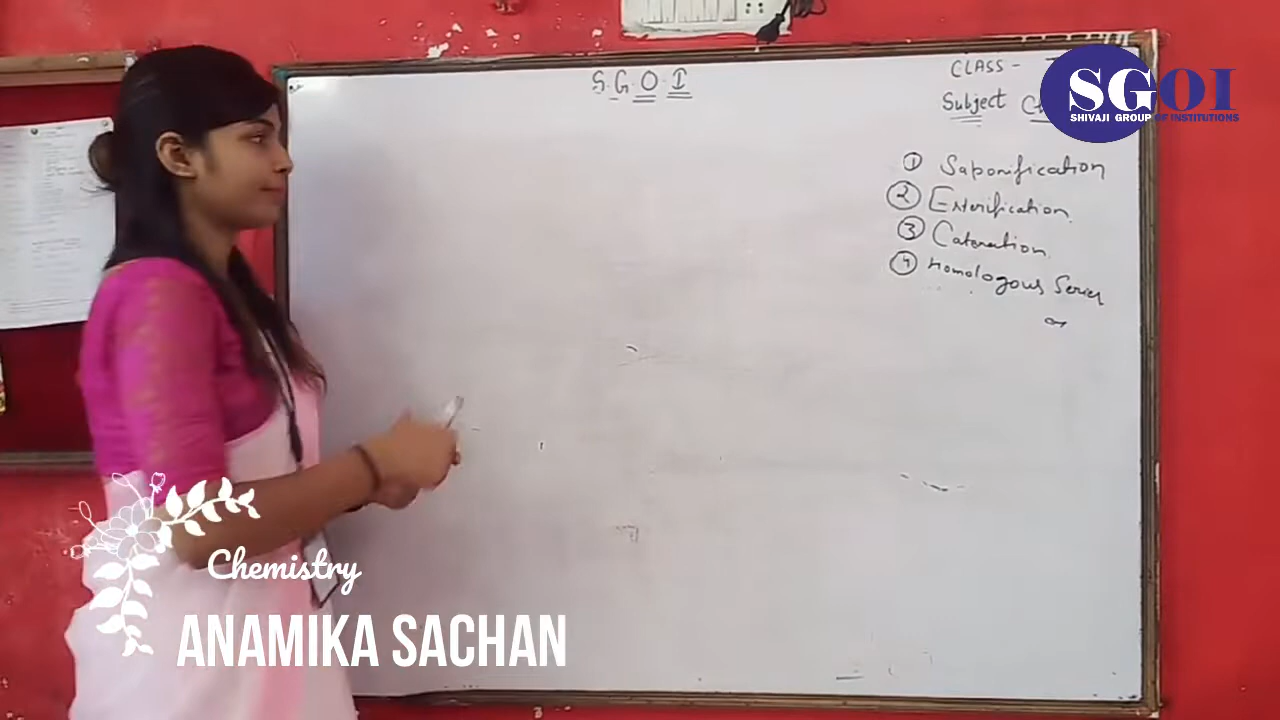 S.G.O.I
CLASS -
Subject
SGOI
SHIVAJI GROUP OF INSTITUTIONS
① Saponification
② Esterification
③ Catenation
④ Homologous Series
Chemistry
ANAMIKA SACHAN